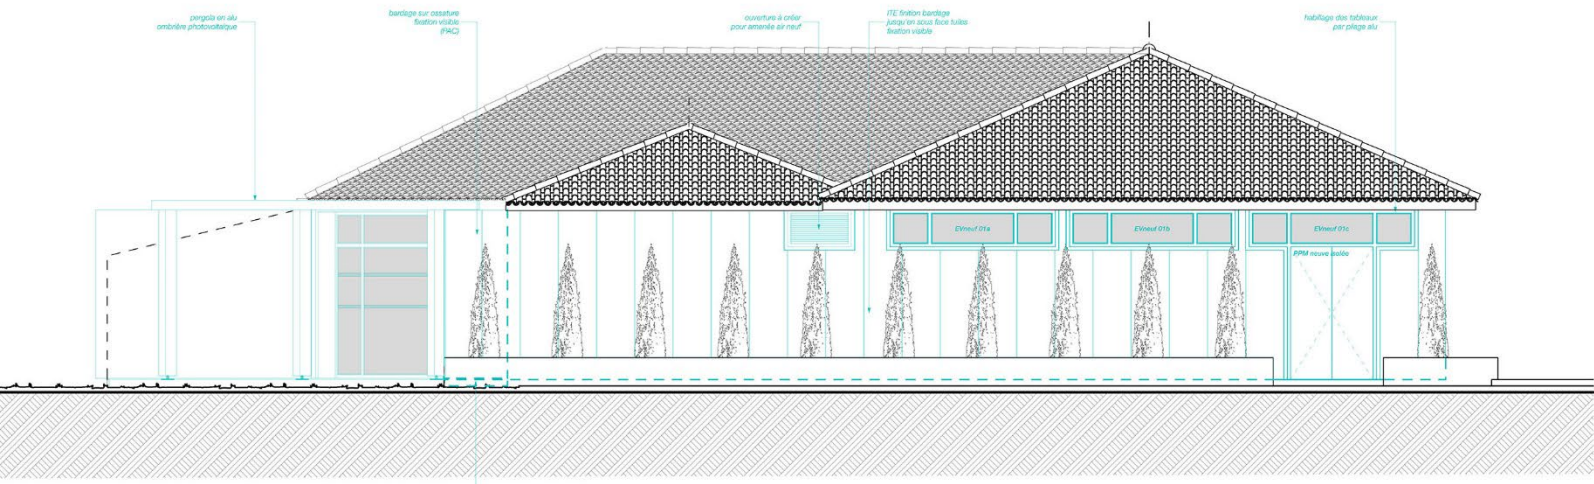 pergola en alu
ombrière photovoltaïque
bardage sur ossature
fixation visible
(PAC)
ouverture à créer
pour amenée air neuf
ITE finition bardage
jusqu'en sous face tuiles
fixation visible
habillage des tableaux
par pliage alu
EVneuf 01a
EVneuf 01b
EVneuf 01c
PPM neuve isolée